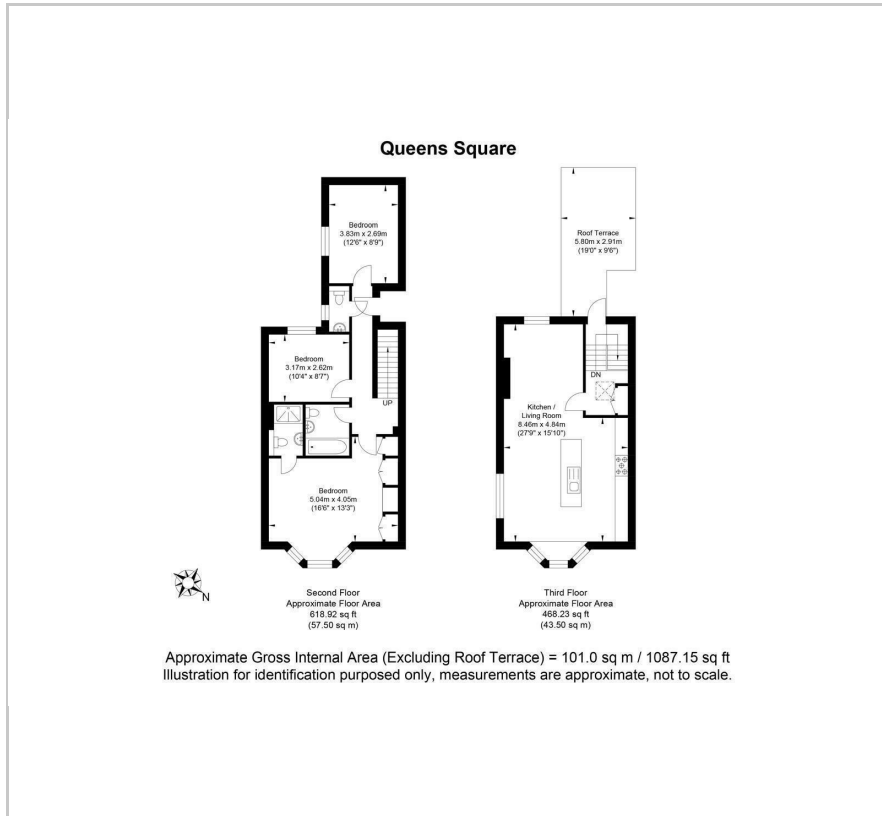 Queens Square
Bedroom
3.83m x 2.69m
(12'6" x 8'9")
Roof Terrace
5.80m x 2.91m
(19'0" x 9'6")
Bedroom
3.17m x 2.62m
(10'4" x 8'7")
UP
DN
Kitchen /
Living Room
8.46m x 4.84m
(27'9" x 15'10")
Bedroom
5.04m x 4.05m
(16'6" x 13'3")
N
Second Floor
Approximate Floor Area
618.92 sq ft
(57.50 sq m)
Third Floor
Approximate Floor Area
468.23 sq ft
(43.50 sq m)
Approximate Gross Internal Area (Excluding Roof Terrace) = 101.0 sq m / 1087.15 sq ft
Illustration for identification purposed only, measurements are approximate, not to scale.